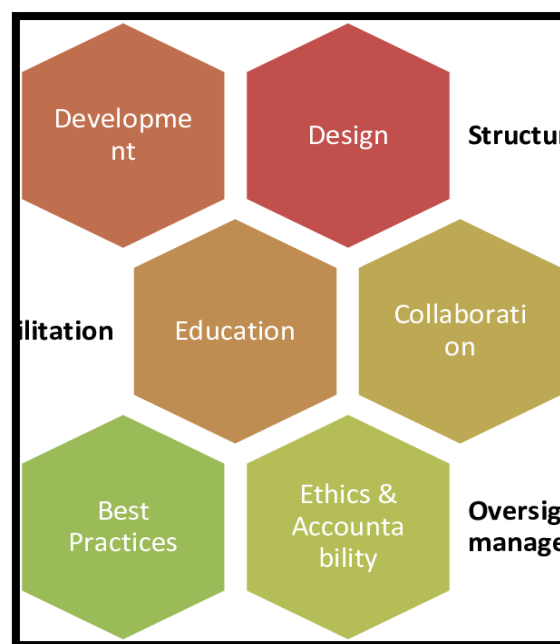 Developme
nt
Design
Structur
ilitation
Education
Collaborati
on
Best
Practices
Ethics &
Accounta
bility
Oversig
manage